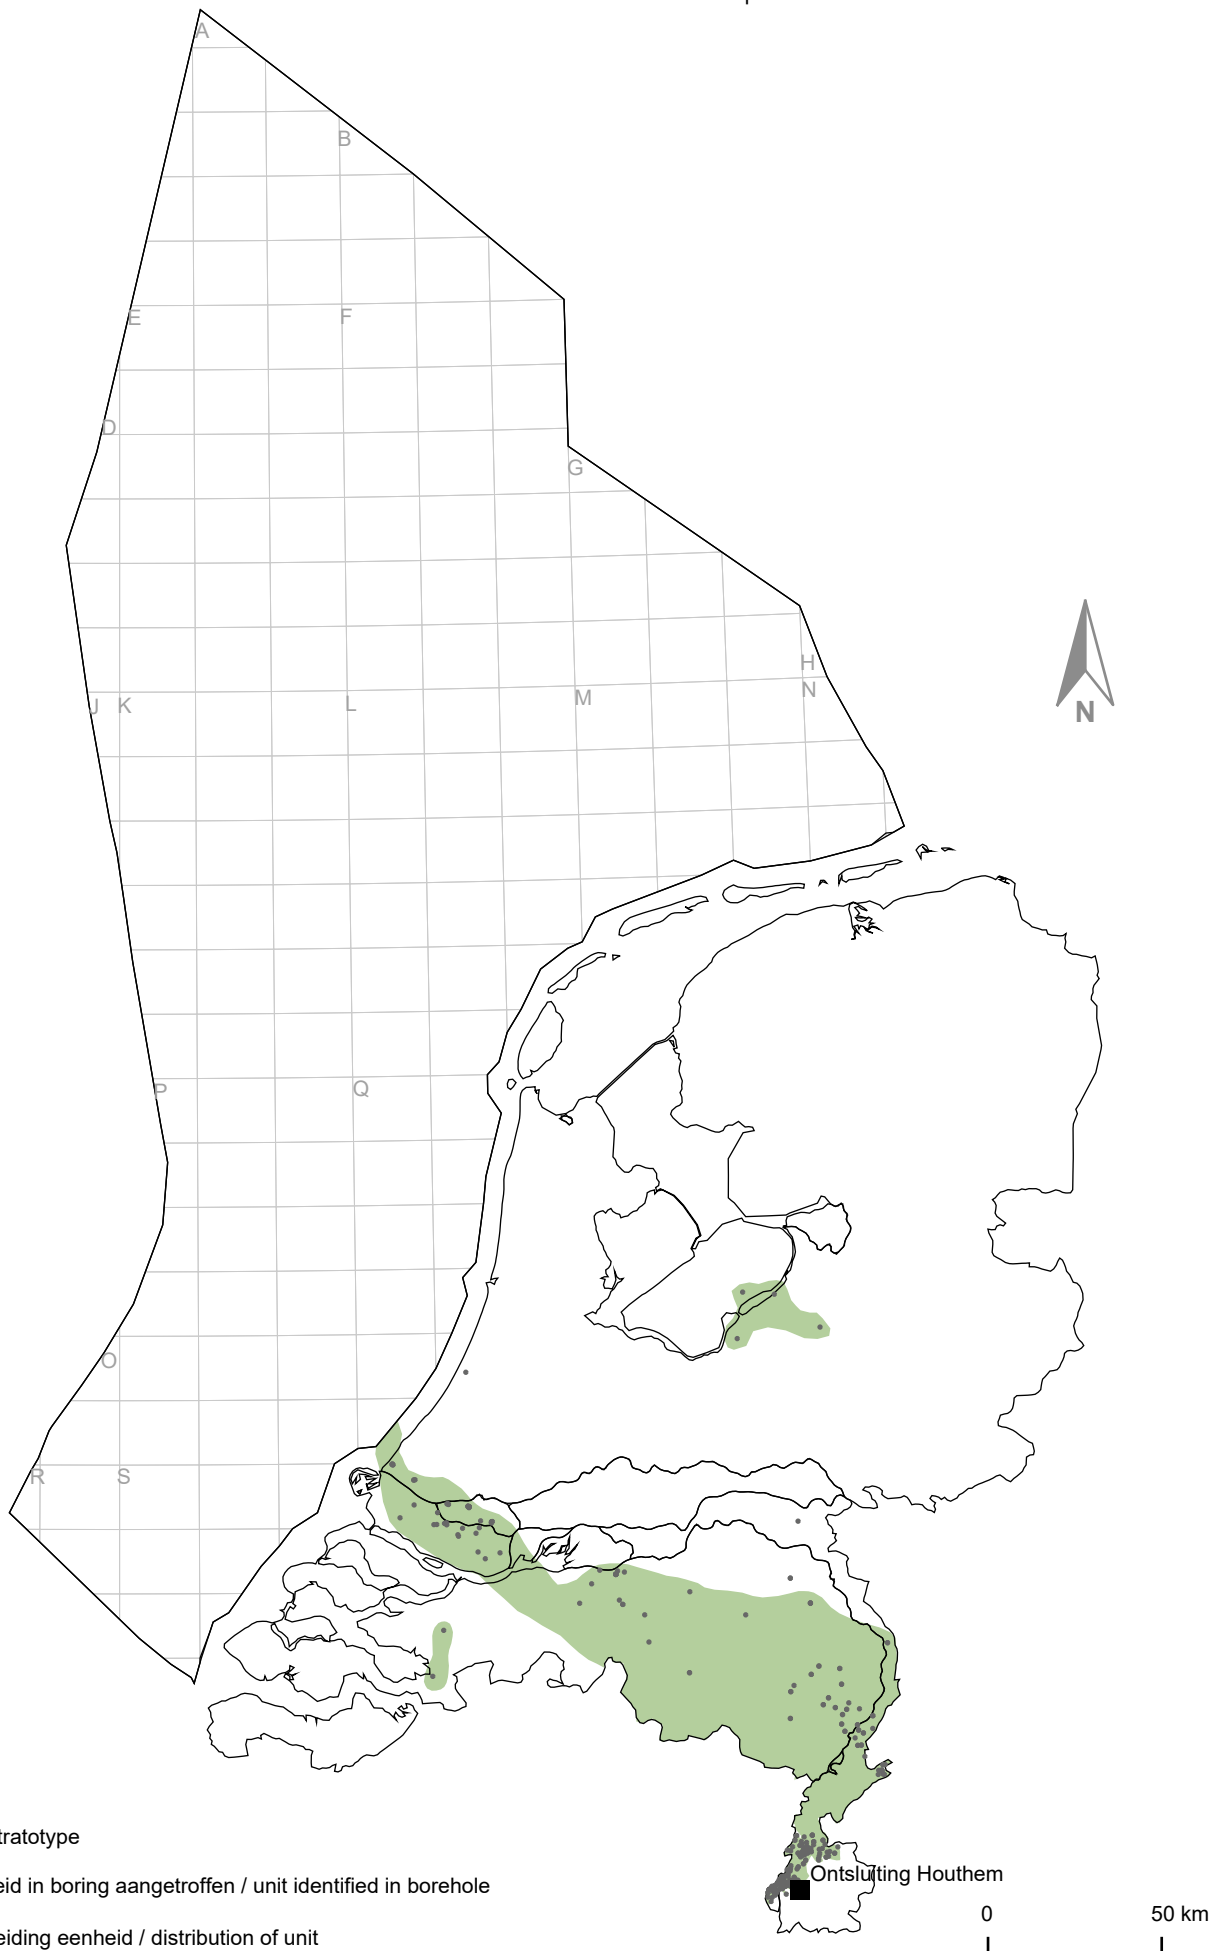 A
B
E
F
D
G
H
N
J K
L
M
N
P
Q
O
R
S
tratotype
Ontsluiting Houthem
eid in boring aangetroffen / unit identified in borehole
0 50 km
eiding eenheid / distribution of unit